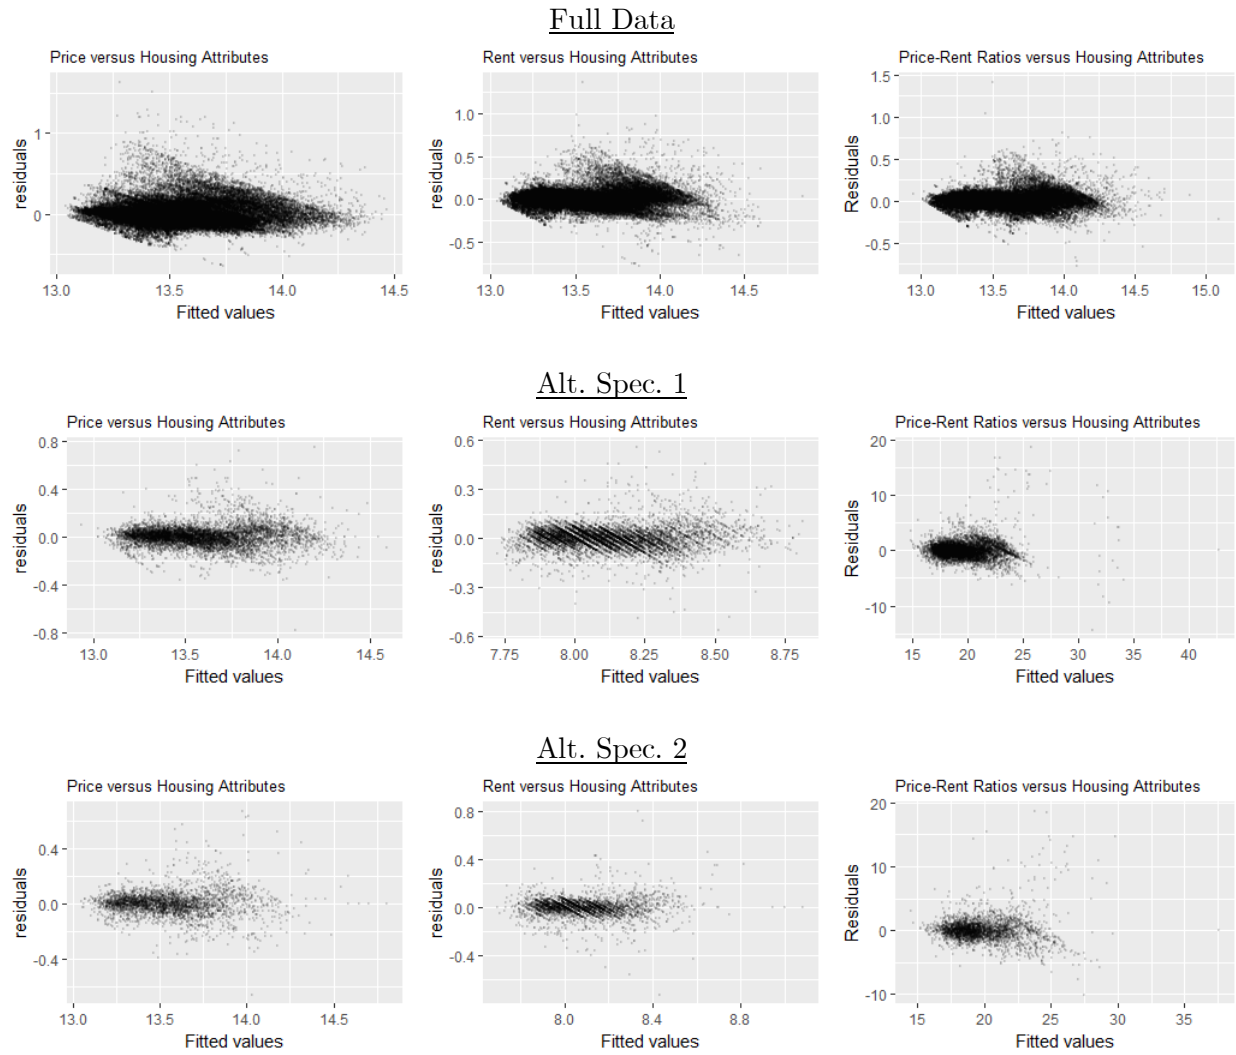 Full Data
Price versus Housing Attributes
Rent versus Housing Attributes
Price-Rent Ratios versus Housing Attributes
residuals
1
0
13.0 13.5 14.0 14.5
Fitted values
residuals
1.0
0.5
0.0
-0.5
13.0 13.5 14.0 14.5
Fitted values
Residuals
1.5
1.0
0.5
0.0
-0.5
13.0 13.5 14.0 14.5 15.0
Fitted values
Alt. Spec. 1
Price versus Housing Attributes
Rent versus Housing Attributes
Price-Rent Ratios versus Housing Attributes
residuals
0.8
0.4
0.0
-0.4
-0.8
13.0 13.5 14.0 14.5
Fitted values
residuals
0.6
0.3
0.0
-0.3
-0.6
7.75 8.00 8.25 8.50 8.75
Fitted values
Residuals
20
10
0
-10
15 20 25 30 35 40
Fitted values
Alt. Spec. 2
Price versus Housing Attributes
Rent versus Housing Attributes
Price-Rent Ratios versus Housing Attributes
residuals
0.4
0.0
-0.4
13.0 13.5 14.0 14.5
Fitted values
residuals
0.8
0.4
0.0
-0.4
8.0 8.4 8.8
Fitted values
Residuals
20
10
0
-10
15 20 25 30 35
Fitted values